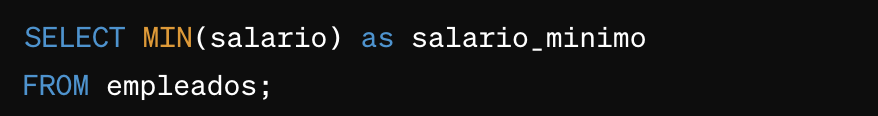 SELECT MIN(salario) as salario_minimo
FROM empleados;